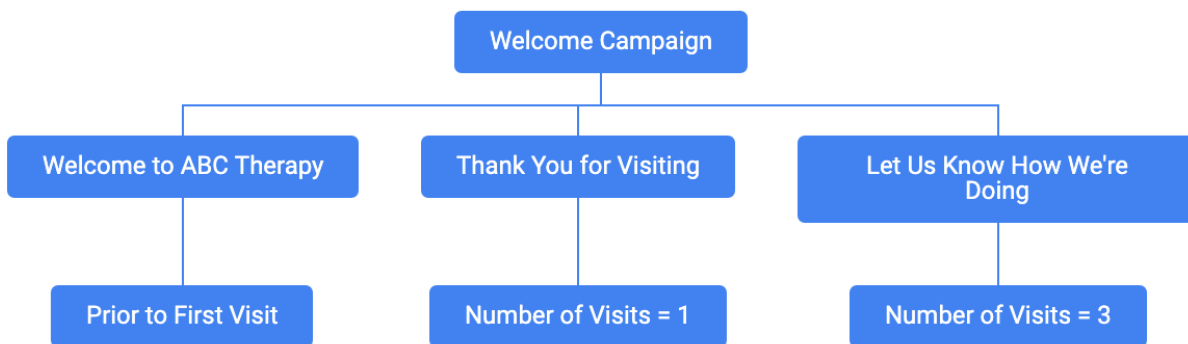 Welcome Campaign
Welcome to ABC Therapy
Thank You for Visiting
Let Us Know How We're
Doing
Prior to First Visit
Number of Visits = 1
Number of Visits = 3